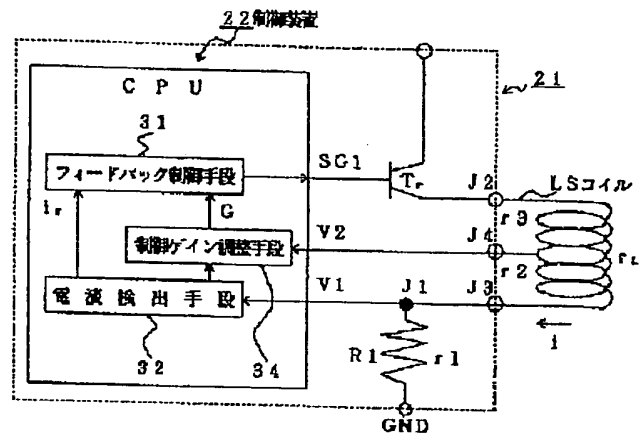 22制御装置
CPU
21
31
SG1
フィードバック制御手段
Tr
J2
LSコイル
ir
G
r3
V2
J4
制御ゲイン調整手段
r2
rL
V1
J1
J3
電流検出手段
i
32
34
R1
r1
GND